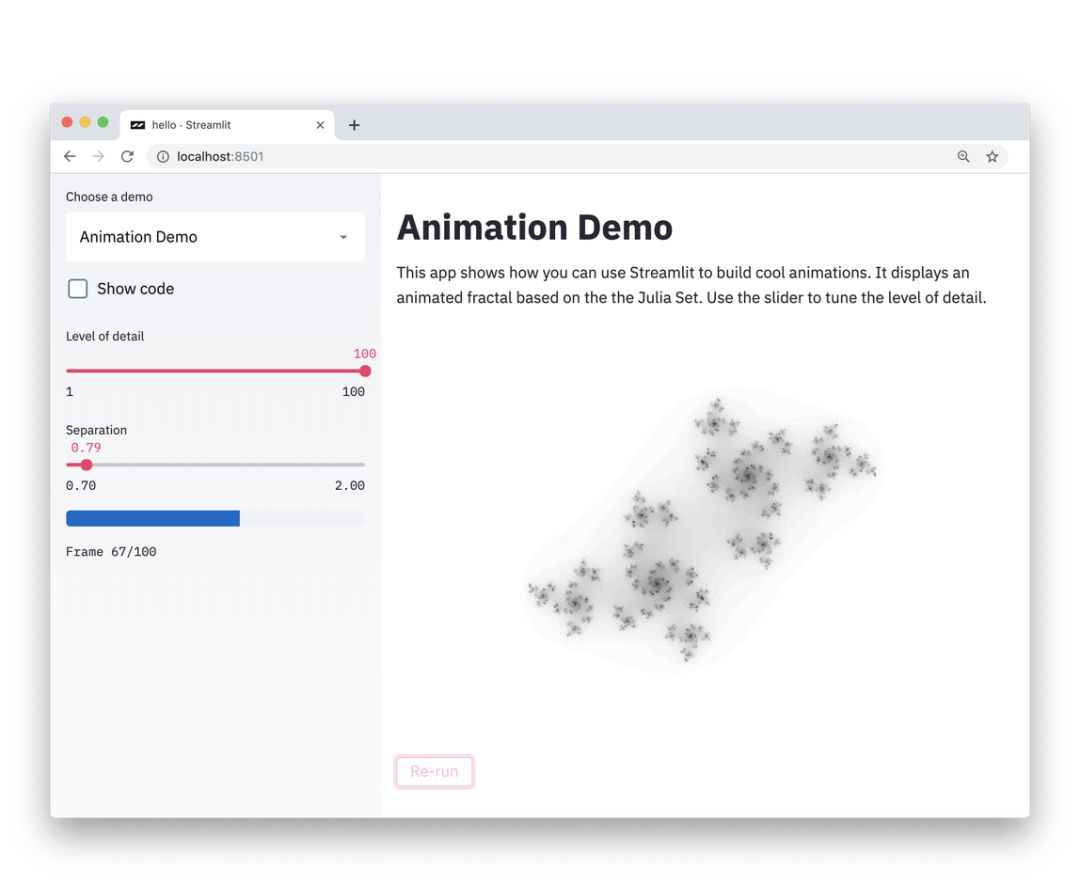 hello · Streamlit
localhost:8501
Choose a demo
Animation Demo
Show code
Level of detail
100
1 100
Separation
0.79
0.70 2.00
Frame 67/100
Animation Demo
This app shows how you can use Streamlit to build cool animations. It displays an
animated fractal based on the the Julia Set. Use the slider to tune the level of detail.
Re-run